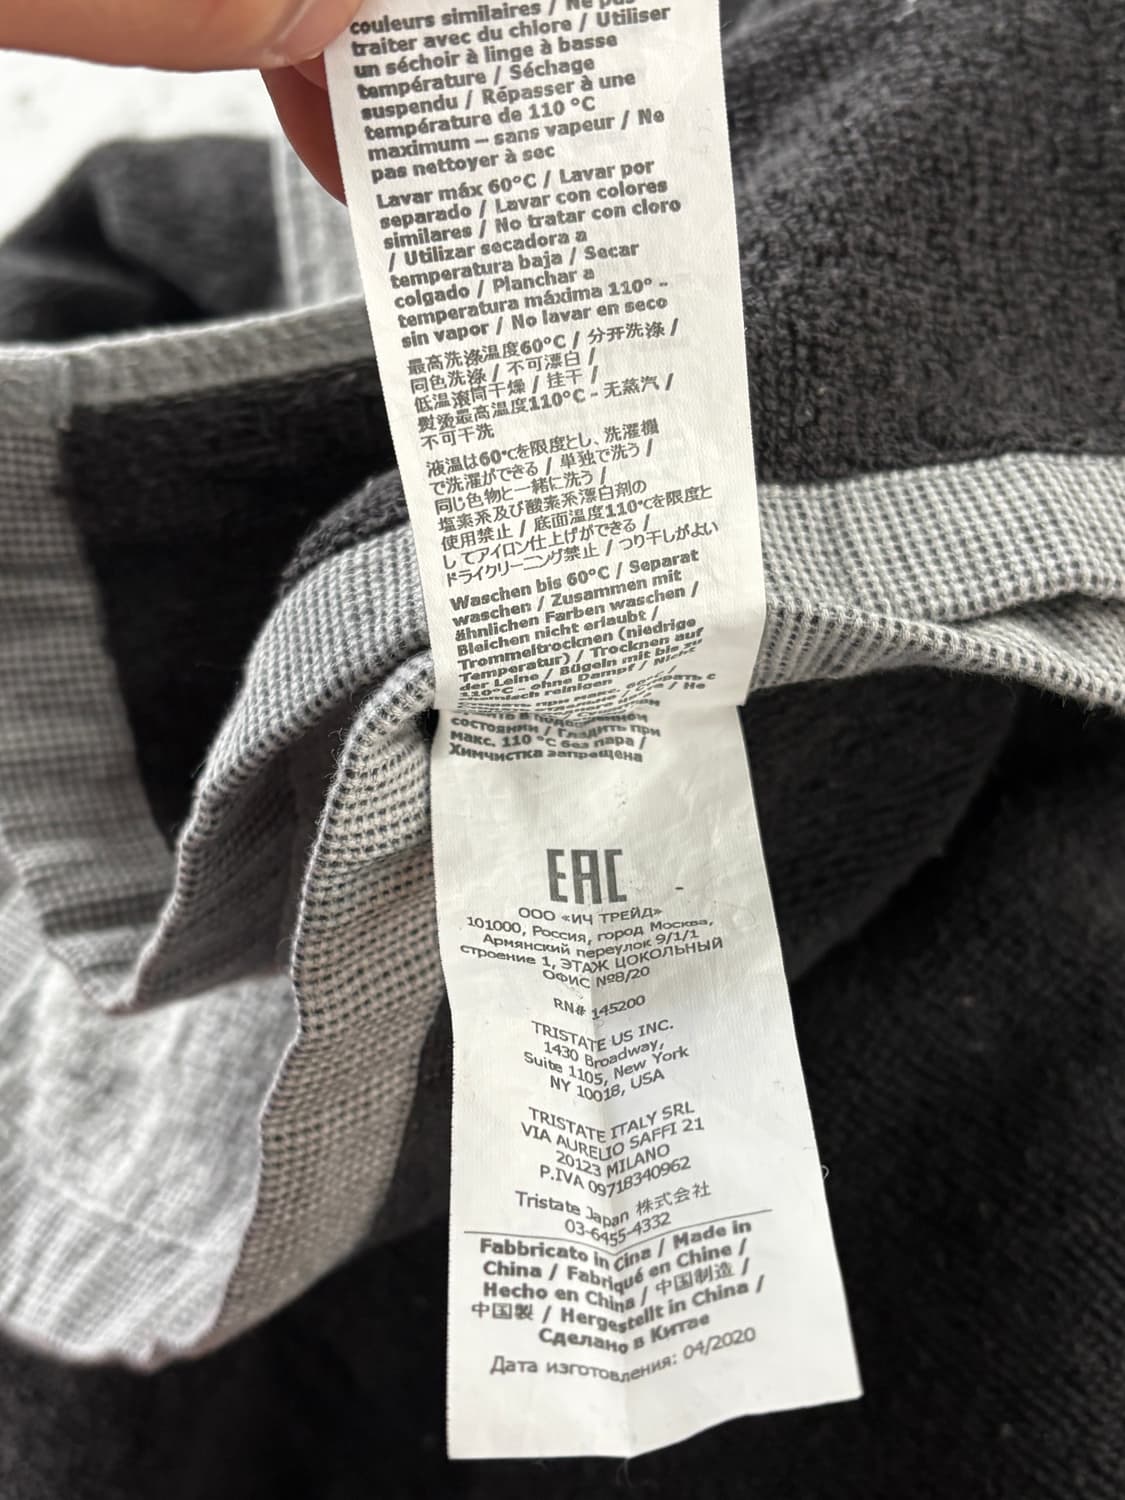 couleurs similaires / Ne pas
traiter avec du chlore / Utiliser
un séchoir à linge à basse
température / Séchage
suspendu / Répasser à une
température de 110 °C
maximum – sans vapeur / Ne
pas nettoyer à sec
Lavar máx 60°C / Lavar por
separado / Lavar con colores
similares / No tratar con cloro
/ Utilizar secadora a
temperatura baja / Secar
colgado / Planchar a
temperatura máxima 110° -
sin vapor / No lavar en seco
最高洗涤温度60°C / 分开洗涤 /
同色洗涤 / 不可漂白 /
低温滚筒干燥 / 挂干 /
熨烫最高温度110°C - 无蒸汽 /
不可干洗
液温は60℃を限度とし、洗濯機
で洗濯ができる / 単独で洗う /
同じ色物と一緒に洗う /
塩素系及び酸素系漂白剤の
使用禁止 / 底面温度110℃を限度と
してアイロン仕上げができる /
ドライクリーニング禁止 / つり干しがよい
Waschen bis 60°C / Separat
waschen / Zusammen mit
ähnlichen Farben waschen /
Bleichen nicht erlaubt /
Trommeltrocknen (niedrige
Temperatur) / Trocknen auf
der Leine / Bügeln mit bis zu
110°C - ohne Dampf / Nicht
reinigen
состоянии / Гладить при
макс. 110 °C без пара /
Химчистка запрещена
EAC
ООО «ИЧ ТРЕЙД»
101000, Россия, город Москва,
Армянский переулок 9/1/1
строение 1, ЭТАЖ ЦОКОЛЬНЫЙ
ОФИС №8/20
RN# 145200
TRISTATE US INC.
1430 Broadway,
Suite 1105, New York
NY 10018, USA
TRISTATE ITALY SRL
VIA AURELIO SAFFI 21
20123 MILANO
P.IVA 09718340962
Tristate Japan 株式会社
03-6455-4332
Fabbricato in Cina / Made in
China / Fabriqué en Chine /
Hecho en China / 中国制造 /
中国製 / Hergestellt in China /
Сделано в Китае
Дата изготовления: 04/2020